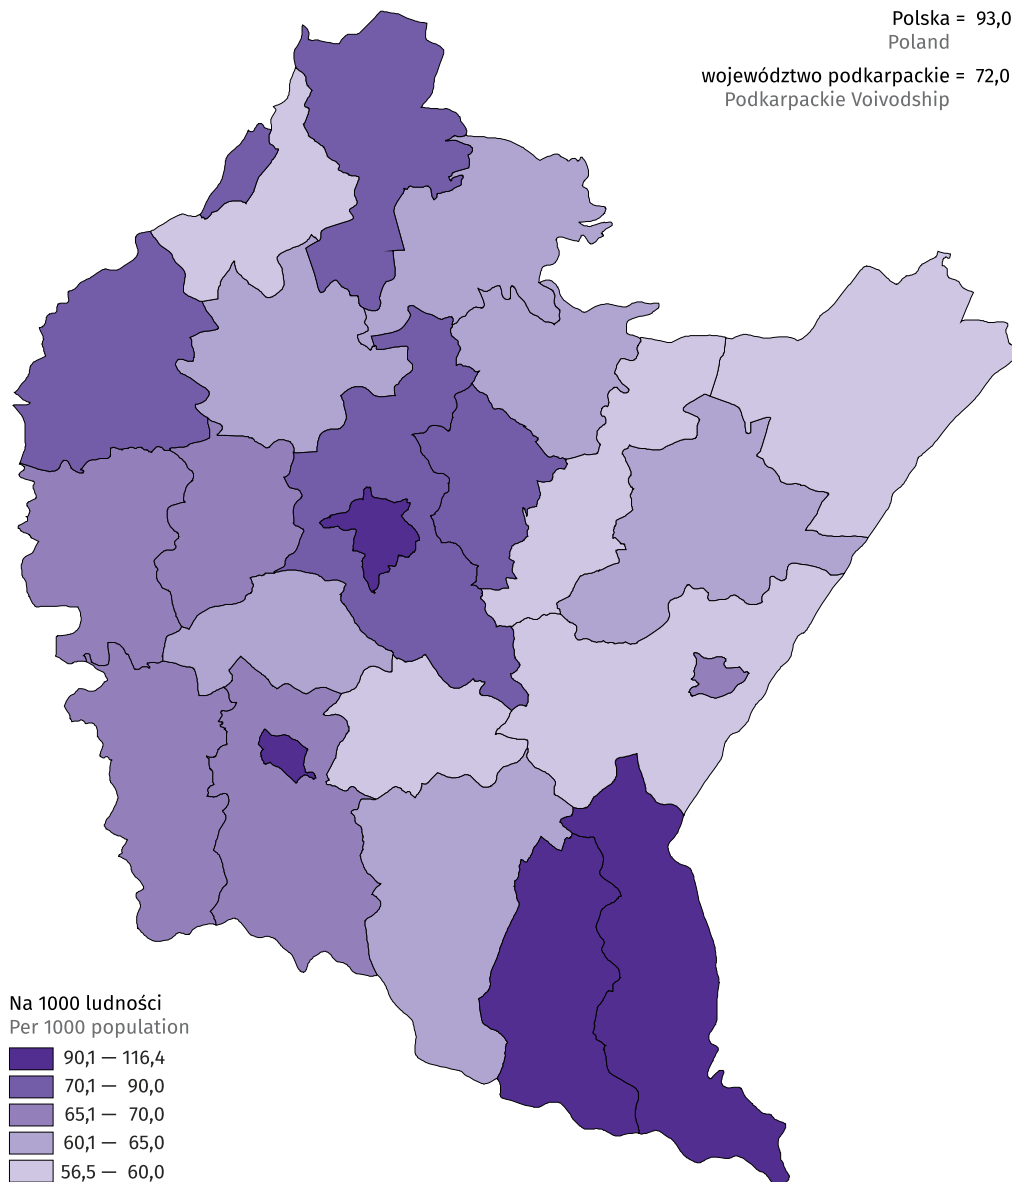 Polska = 93,0
Poland
województwo podkarpackie = 72,0
Podkarpackie Voivodship
Na 1000 ludności
Per 1000 population
90,1 — 116,4
70,1 — 90,0
65,1 — 70,0
60,1 — 65,0
56,5 — 60,0